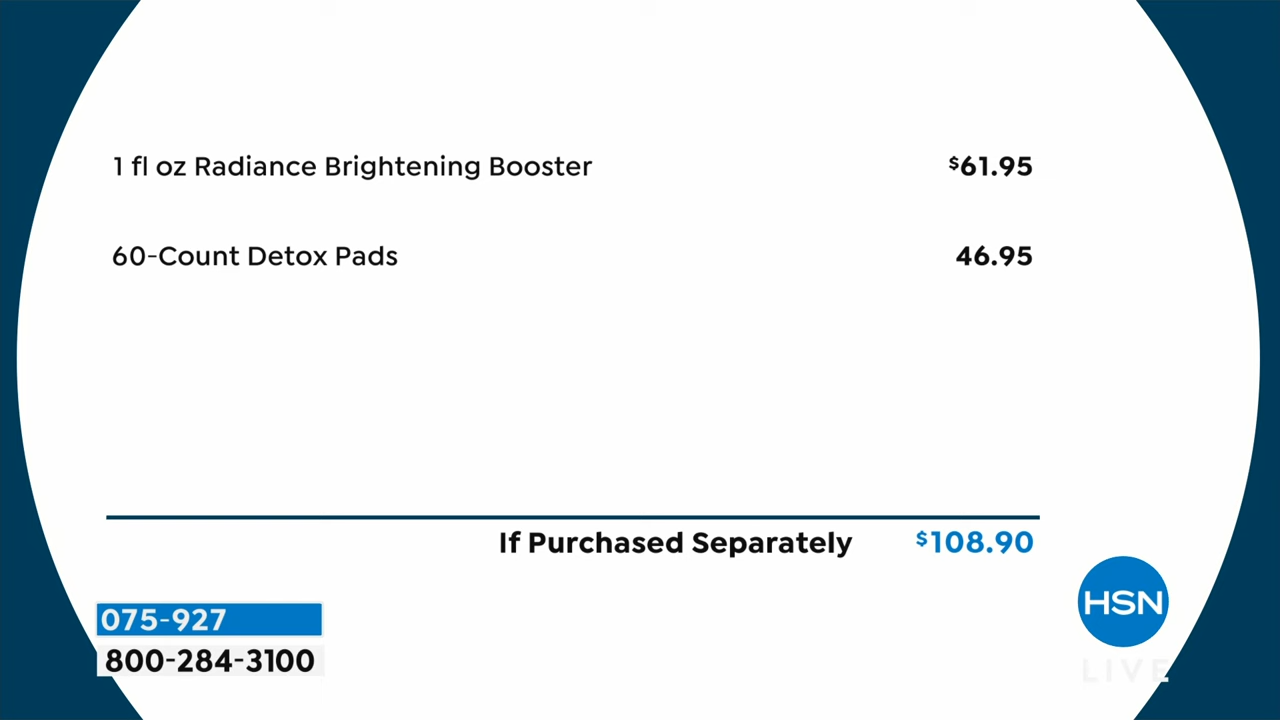 1 fl oz Radiance Brightening Booster $61.95
60-Count Detox Pads 46.95
If Purchased Separately $108.90
075-927
800-284-3100
HSN
LIVE